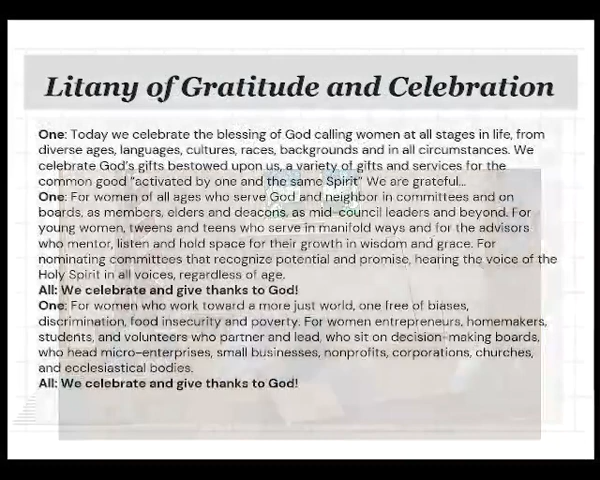 Litany of Gratitude and Celebration
One: Today we celebrate the blessing of God calling women at all stages in life, from
diverse ages, languages, cultures, races, backgrounds and in all circumstances. We
celebrate God's gifts bestowed upon us, a variety of gifts and services for the
common good "activated by one and the same Spirit" We are grateful...
One: For women of all ages who serve God and neighbor in committees and on
boards, as members, elders and deacons, as mid-council leaders and beyond. For
young women, tweens and teens who serve in manifold ways and for the advisors
who mentor, listen and hold space for their growth in wisdom and grace. For
nominating committees that recognize potential and promise, hearing the voice of the
Holy Spirit in all voices, regardless of age.
All: We celebrate and give thanks to God!
One: For women who work toward a more just world, one free of biases,
discrimination, food insecurity and poverty. For women entrepreneurs, homemakers,
students, and volunteers who partner and lead, who sit on decision-making boards,
who head micro-enterprises, small businesses, nonprofits, corporations, churches,
and ecclesiastical bodies.
All: We celebrate and give thanks to God!